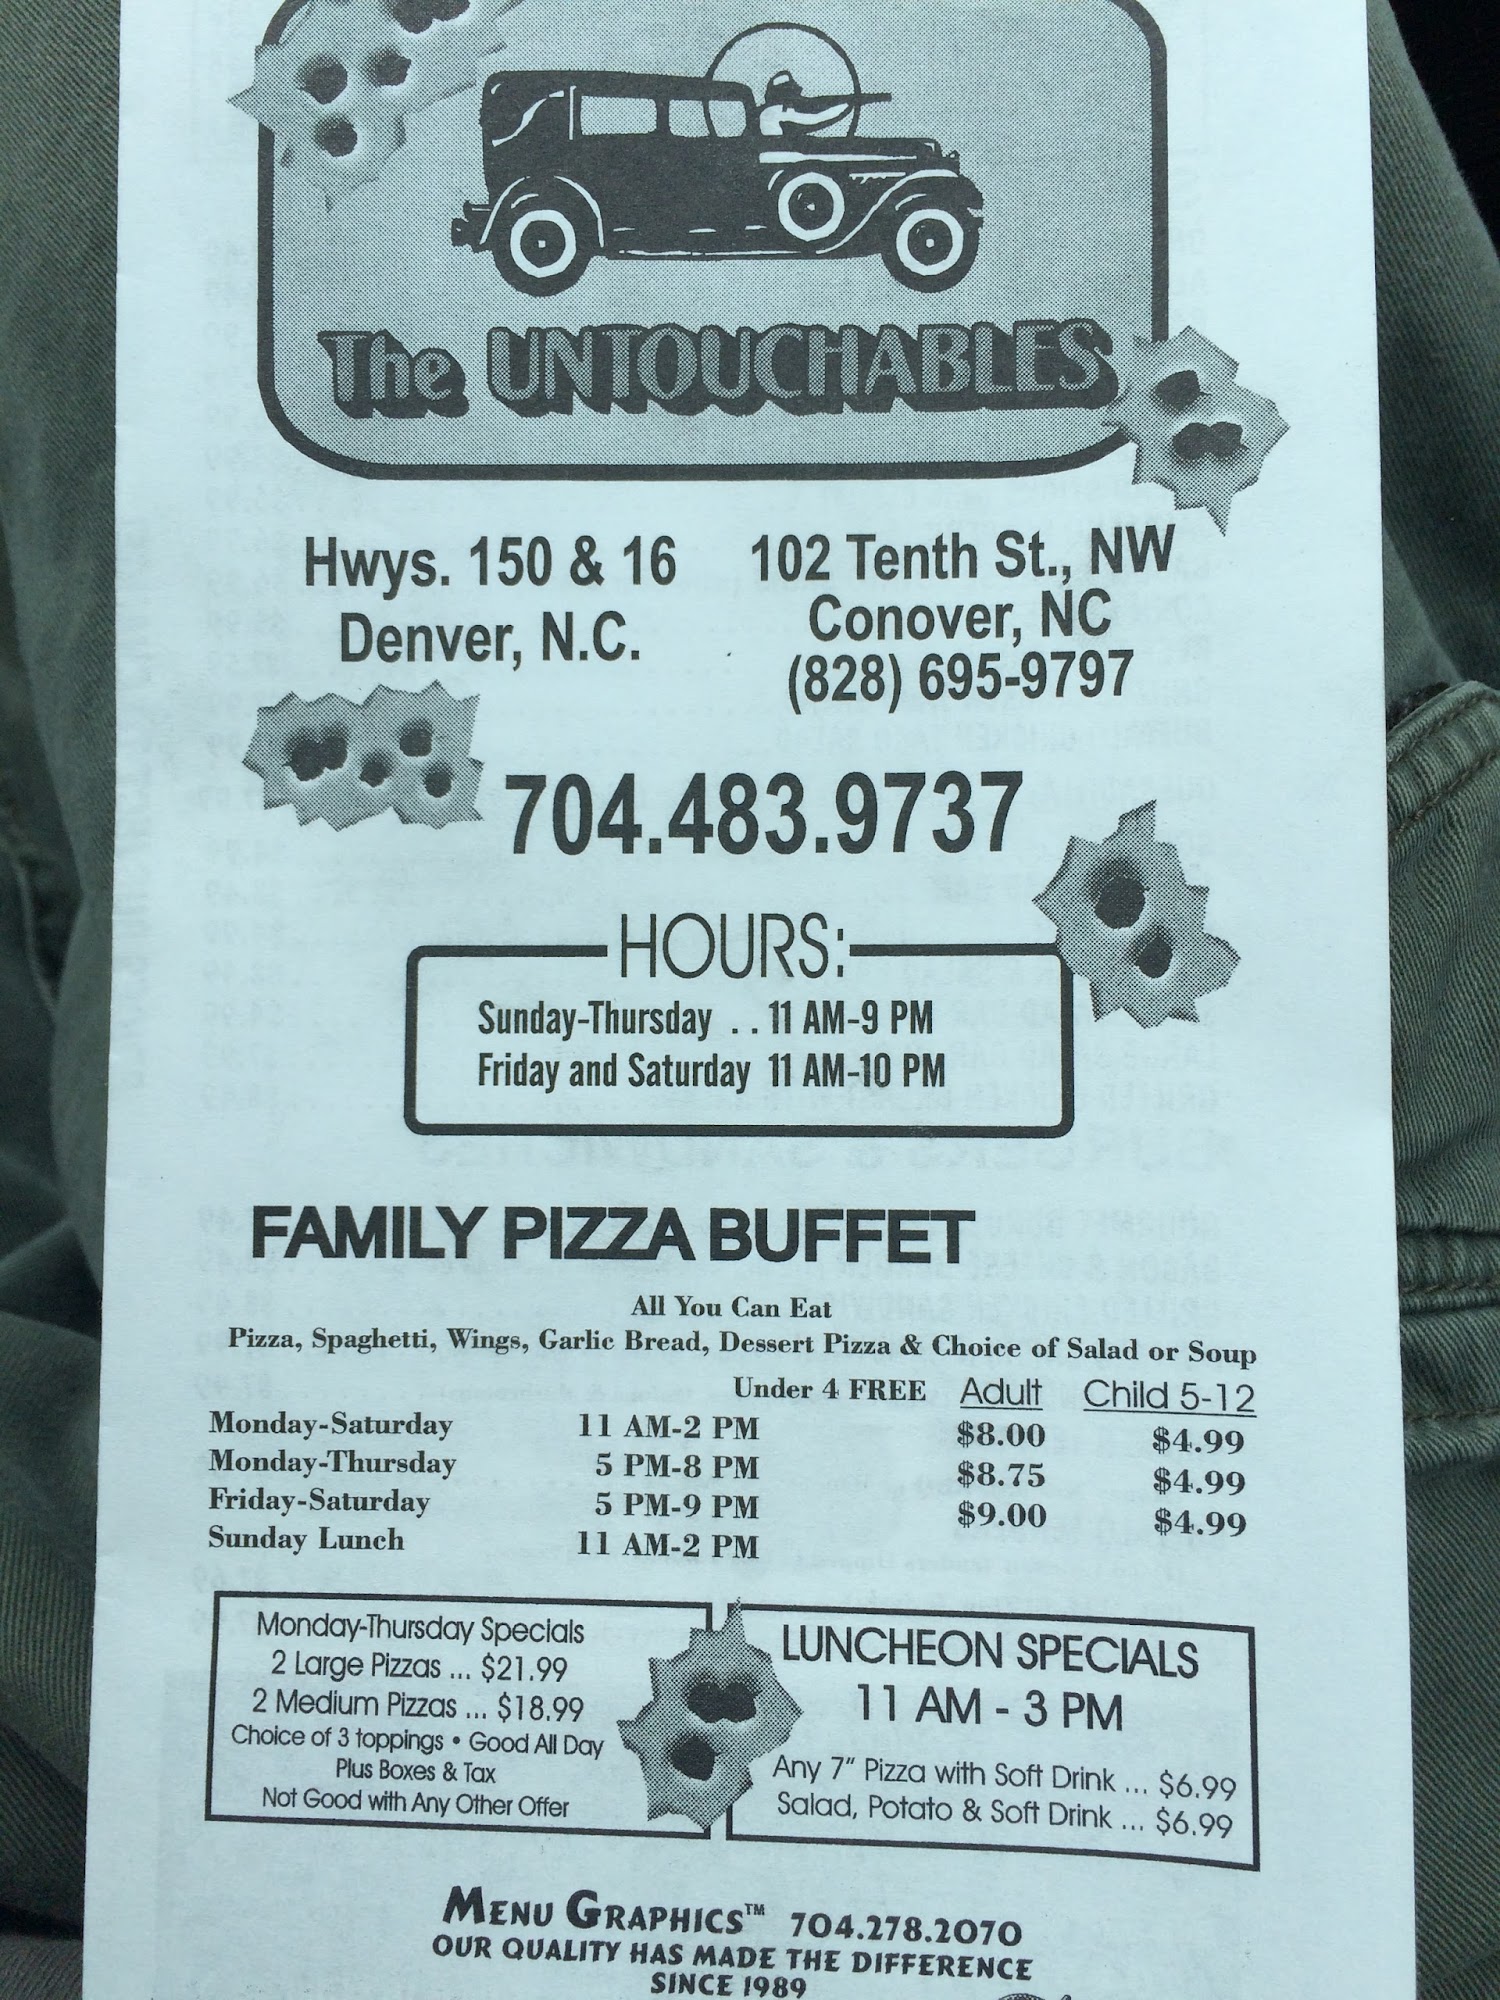 The UNTOUCHABLES
Hwys. 150 & 16
Denver, N.C.
102 Tenth St., NW
Conover, NC
(828) 695-9797
704.483.9737
HOURS:
Sunday-Thursday . . 11 AM-9 PM
Friday and Saturday 11 AM-10 PM
FAMILY PIZZA BUFFET
All You Can Eat
Pizza, Spaghetti, Wings, Garlic Bread, Dessert Pizza & Choice of Salad or Soup
Under 4 FREE Adult Child 5-12
Monday-Saturday 11 AM-2 PM $8.00 $4.99
Monday-Thursday 5 PM-8 PM $8.75 $4.99
Friday-Saturday 5 PM-9 PM $9.00 $4.99
Sunday Lunch 11 AM-2 PM
Monday-Thursday Specials
2 Large Pizzas ... $21.99
2 Medium Pizzas ... $18.99
Choice of 3 toppings • Good All Day
Plus Boxes & Tax
Not Good with Any Other Offer
LUNCHEON SPECIALS
11 AM - 3 PM
Any 7" Pizza with Soft Drink ... $6.99
Salad, Potato & Soft Drink ... $6.99
MENU GRAPHICS™ 704.278.2070
OUR QUALITY HAS MADE THE DIFFERENCE
SINCE 1989